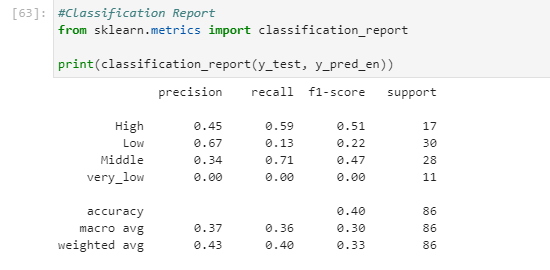 [63]: #Classification Report
from sklearn.metrics import classification_report
print(classification_report(y_test, y_pred_en))
precision recall f1-score support
High 0.45 0.59 0.51 17
Low 0.67 0.13 0.22 30
Middle 0.34 0.71 0.47 28
very_low 0.00 0.00 0.00 11
accuracy 0.40 86
macro avg 0.37 0.36 0.30 86
weighted avg 0.43 0.40 0.33 86